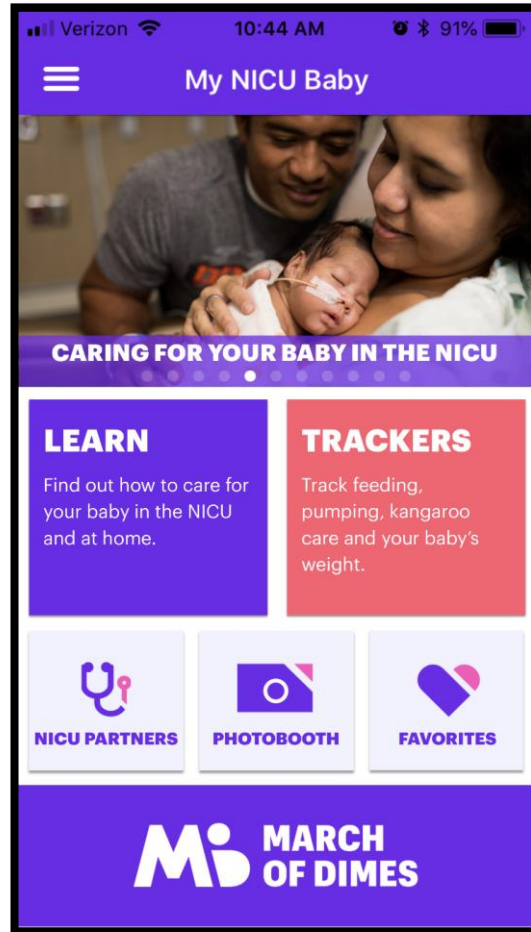 Verizon 10:44 AM 91%
My NICU Baby
CARING FOR YOUR BABY IN THE NICU
LEARN
Find out how to care for
your baby in the NICU
and at home.
TRACKERS
Track feeding,
pumping, kangaroo
care and your baby's
weight.
NICU PARTNERS
PHOTOBOOTH
FAVORITES
MARCH
OF DIMES